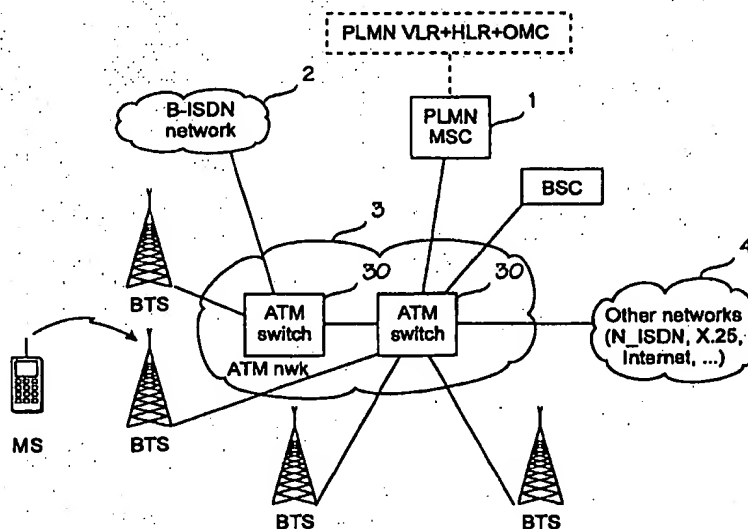 PLMN VLR+HLR+OMC
2
B-ISDN
network
PLMN
MSC
1
BSC
3
BTS
30
ATM
switch
30
ATM
switch
ATM nwk
4
Other networks
(N_ISDN, X.25,
Internet, ...)
MS
BTS
BTS
BTS